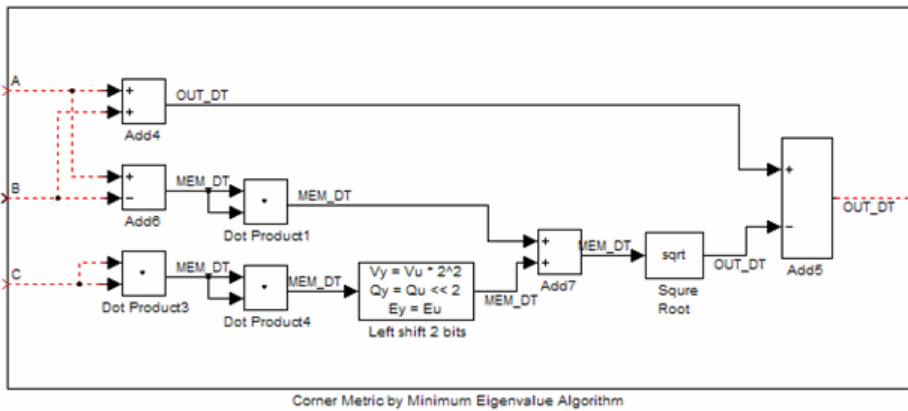 A
+
+
OUT_DT
Add4
B
+
−
MEM_DT
MEM_DT
Add6
Dot Product1
+
−
OUT_DT
Add5
C
MEM_DT
MEM_DT
Dot Product3
Dot Product4
Vy = Vu * 2^2
Qy = Qu << 2
Ey = Eu
MEM_DT
Left shift 2 bits
+
+
MEM_DT
Add7
sqrt
OUT_DT
Squre
Root
Corner Metric by Minimum Eigenvalue Algorithm